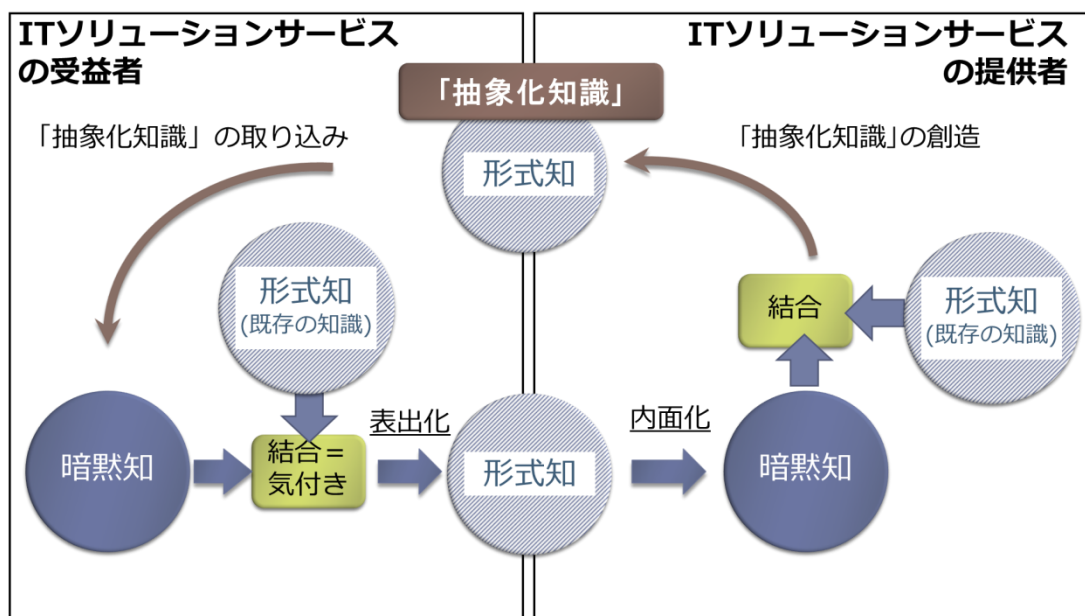 ITソリューションサービス
の受益者
ITソリューションサービス
の提供者
「抽象化知識」
「抽象化知識」の取り込み
「抽象化知識」の創造
形式知
形式知
(既存の知識)
結合
形式知
(既存の知識)
表出化
内面化
暗黙知
結合＝
気付き
形式知
暗黙知